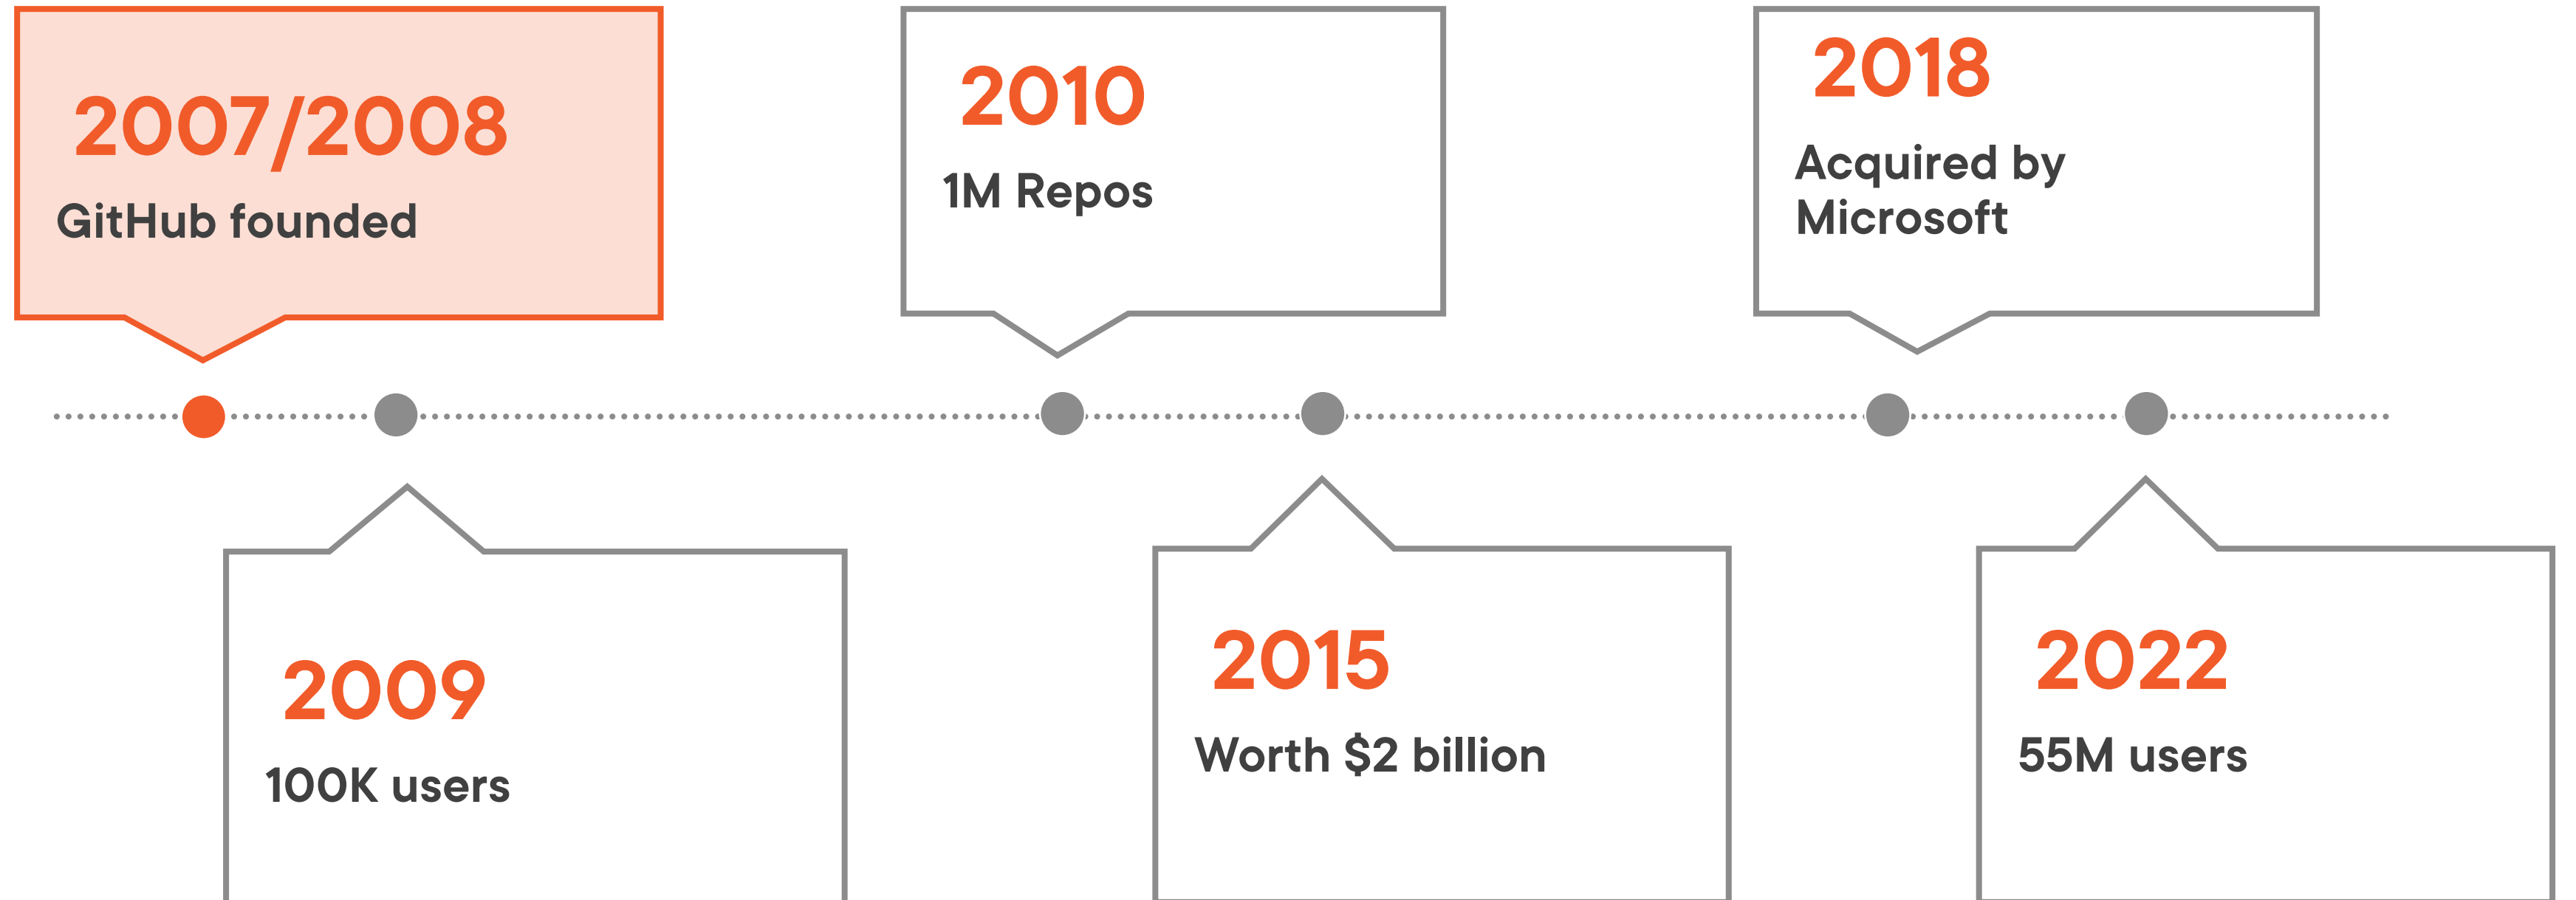 2007/2008
GitHub founded
2009
100K users
2010
1M Repos
2015
Worth $2 billion
2018
Acquired by
Microsoft
2022
55M users